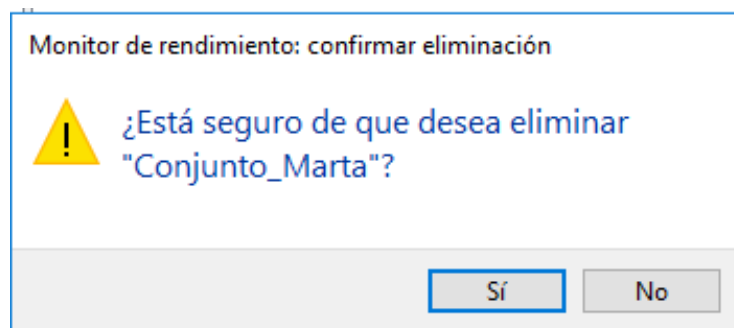 Monitor de rendimiento: confirmar eliminación
¿Está seguro de que desea eliminar
"Conjunto_Marta"?
Sí
No